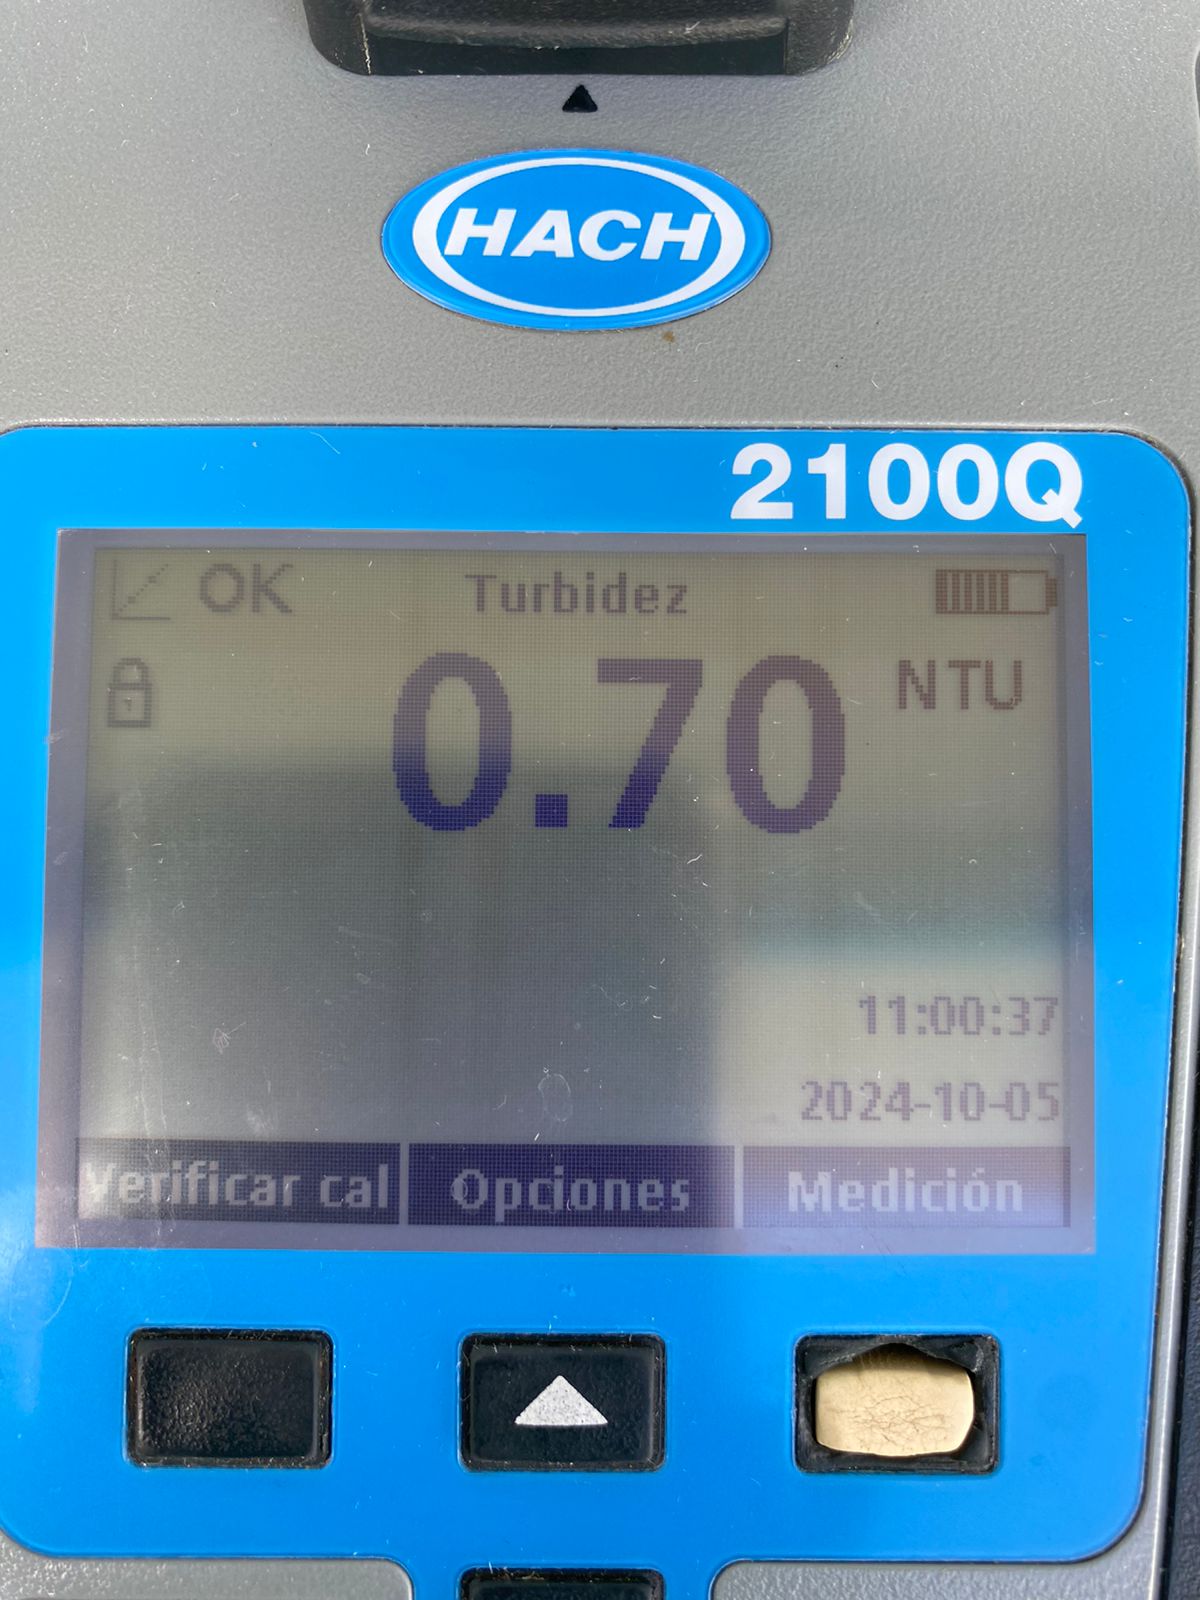 HACH
2100Q
OK Turbidez
0.70 NTU
11:00:37
2024-10-05
Verificar cal Opciones Medición